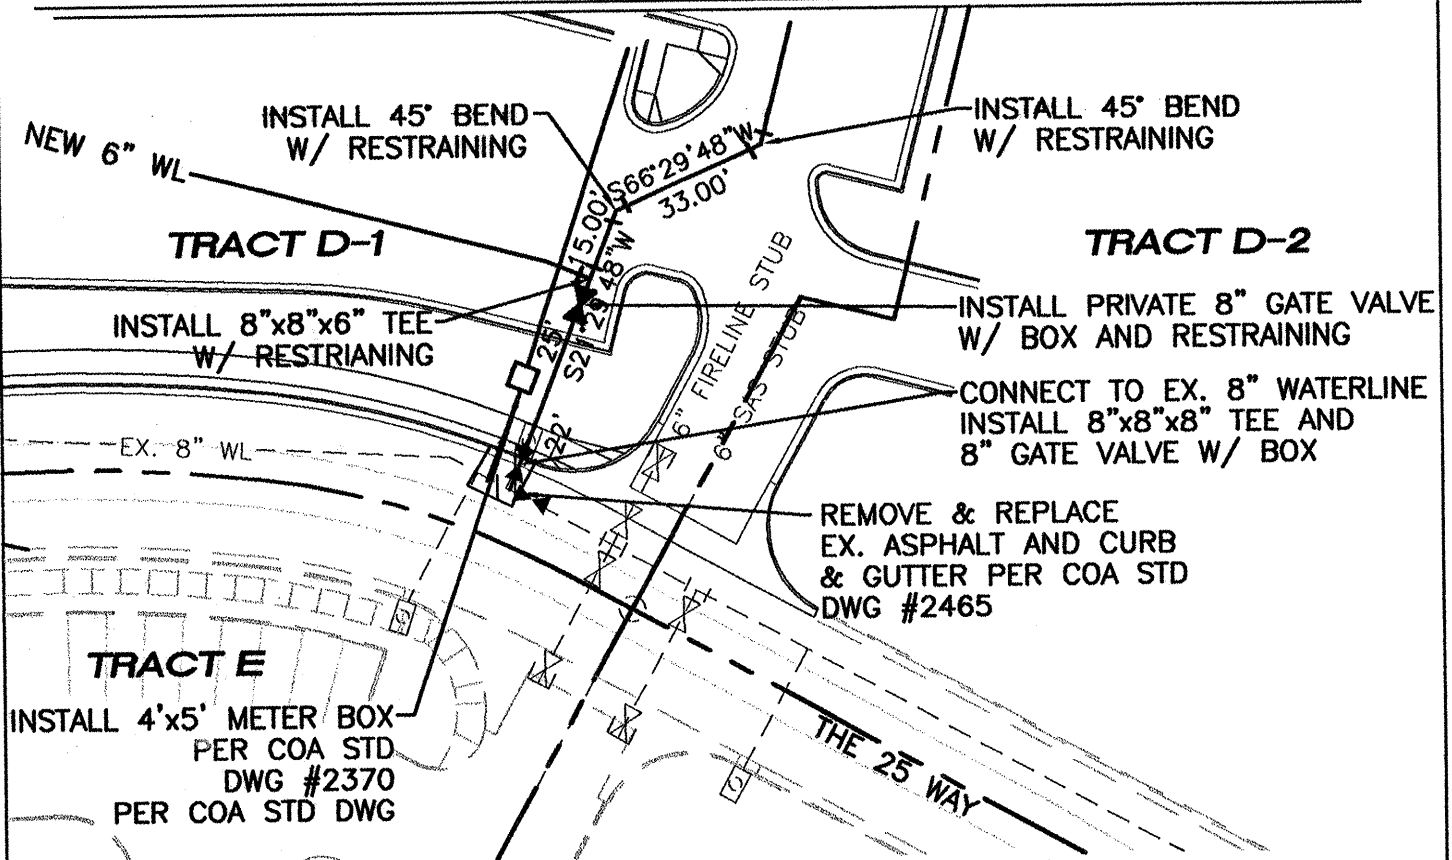 INSTALL 45° BEND
W/ RESTRAINING
INSTALL 45° BEND
W/ RESTRAINING
NEW 6" WL
S66°29'48"W
33.00'
15.00'
TRACT D-1
TRACT D-2
INSTALL 8"x8"x6" TEE
W/ RESTRIANING
25'
S21°29'48"W
22'
6" FIRELINE STUB
6" SAS STUB
INSTALL PRIVATE 8" GATE VALVE
W/ BOX AND RESTRAINING
CONNECT TO EX. 8" WATERLINE
INSTALL 8"x8"x8" TEE AND
8" GATE VALVE W/ BOX
EX. 8" WL
REMOVE & REPLACE
EX. ASPHALT AND CURB
& GUTTER PER COA STD
DWG #2465
TRACT E
INSTALL 4'x5' METER BOX
PER COA STD
DWG #2370
PER COA STD DWG
THE 25 WAY